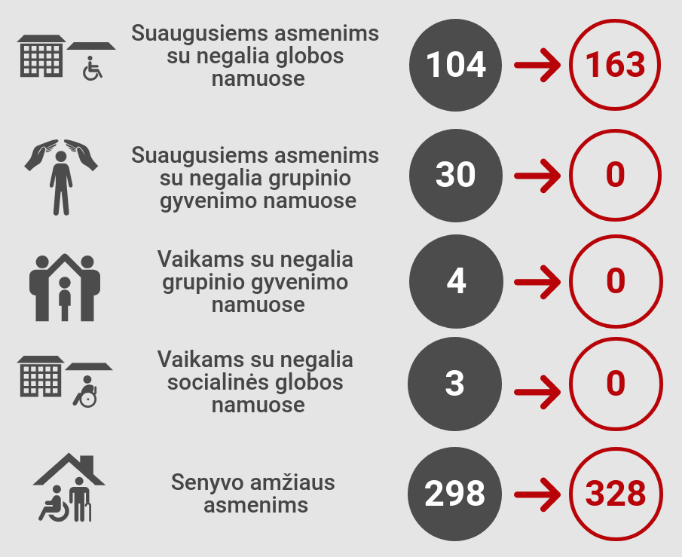 Suaugusiems asmenims
su negalia globos
namuose
104
163
Suaugusiems asmenims
su negalia grupinio
gyvenimo namuose
30
0
Vaikams su negalia
grupinio gyvenimo
namuose
4
0
Vaikams su negalia
socialinės globos
namuose
3
0
Senyvo amžiaus
asmenims
298
328